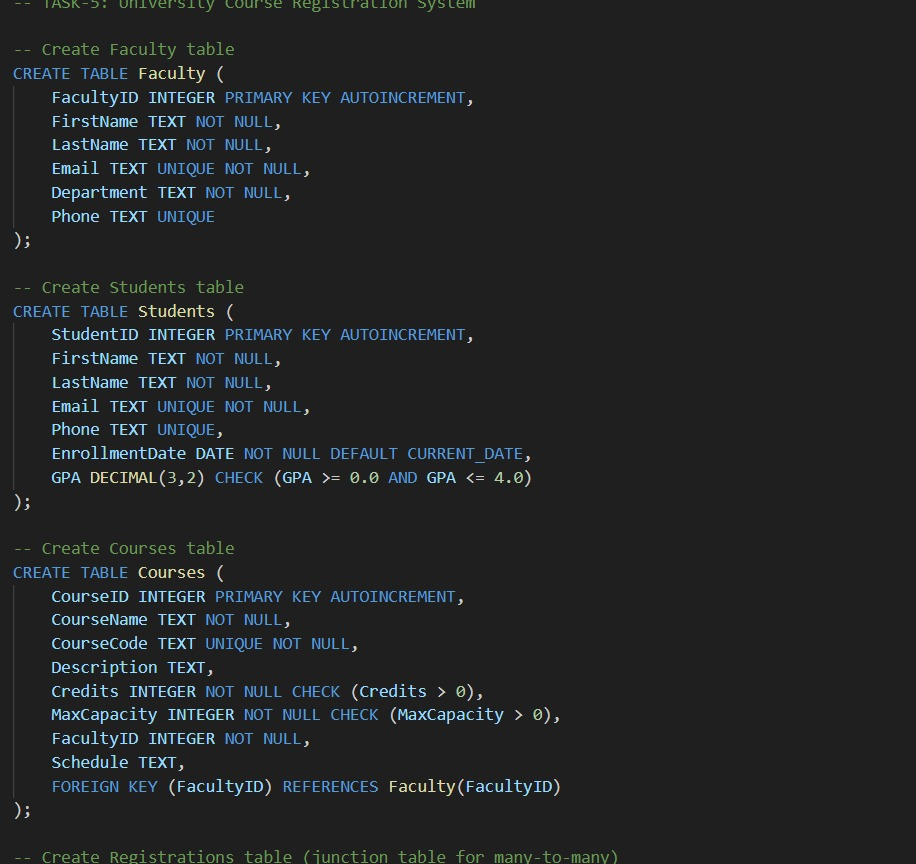 -- TASK-5: University Course Registration System
-- Create Faculty table
CREATE TABLE Faculty (
    FacultyID INTEGER PRIMARY KEY AUTOINCREMENT,
    FirstName TEXT NOT NULL,
    LastName TEXT NOT NULL,
    Email TEXT UNIQUE NOT NULL,
    Department TEXT NOT NULL,
    Phone TEXT UNIQUE
);
-- Create Students table
CREATE TABLE Students (
    StudentID INTEGER PRIMARY KEY AUTOINCREMENT,
    FirstName TEXT NOT NULL,
    LastName TEXT NOT NULL,
    Email TEXT UNIQUE NOT NULL,
    Phone TEXT UNIQUE,
    EnrollmentDate DATE NOT NULL DEFAULT CURRENT_DATE,
    GPA DECIMAL(3,2) CHECK (GPA >= 0.0 AND GPA <= 4.0)
);
-- Create Courses table
CREATE TABLE Courses (
    CourseID INTEGER PRIMARY KEY AUTOINCREMENT,
    CourseName TEXT NOT NULL,
    CourseCode TEXT UNIQUE NOT NULL,
    Description TEXT,
    Credits INTEGER NOT NULL CHECK (Credits > 0),
    MaxCapacity INTEGER NOT NULL CHECK (MaxCapacity > 0),
    FacultyID INTEGER NOT NULL,
    Schedule TEXT,
    FOREIGN KEY (FacultyID) REFERENCES Faculty(FacultyID)
);
-- Create Registrations table (junction table for many-to-many)